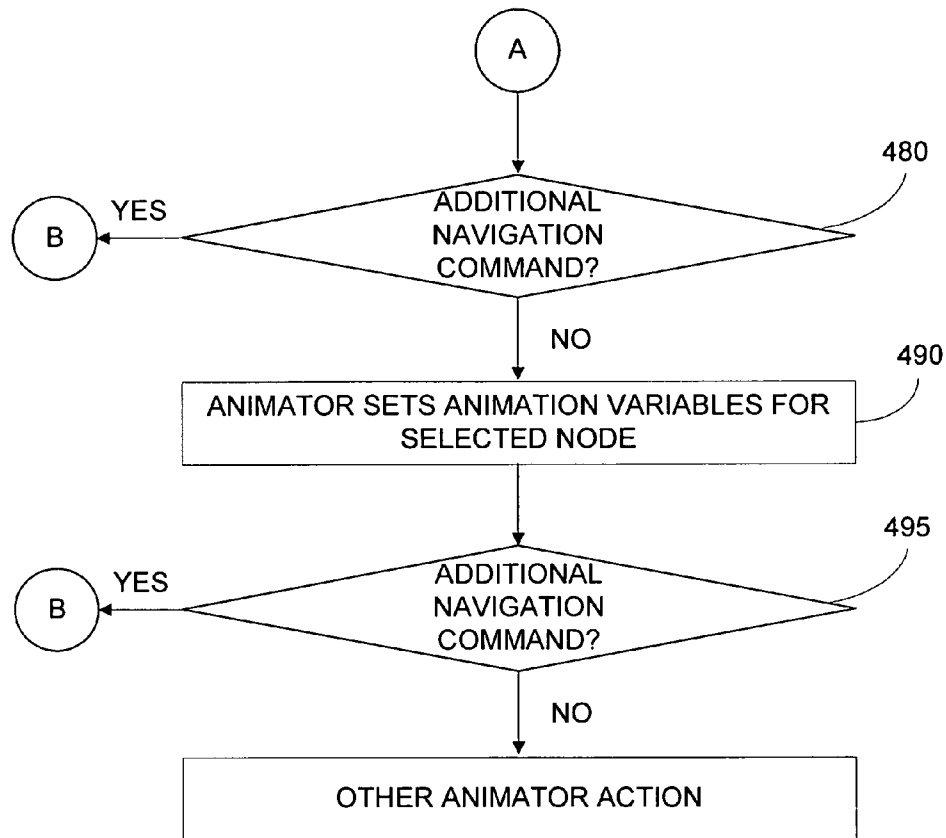 A
480
ADDITIONAL
NAVIGATION
COMMAND?
YES
B
NO
490
ANIMATOR SETS ANIMATION VARIABLES FOR
SELECTED NODE
495
ADDITIONAL
NAVIGATION
COMMAND?
YES
B
NO
OTHER ANIMATOR ACTION